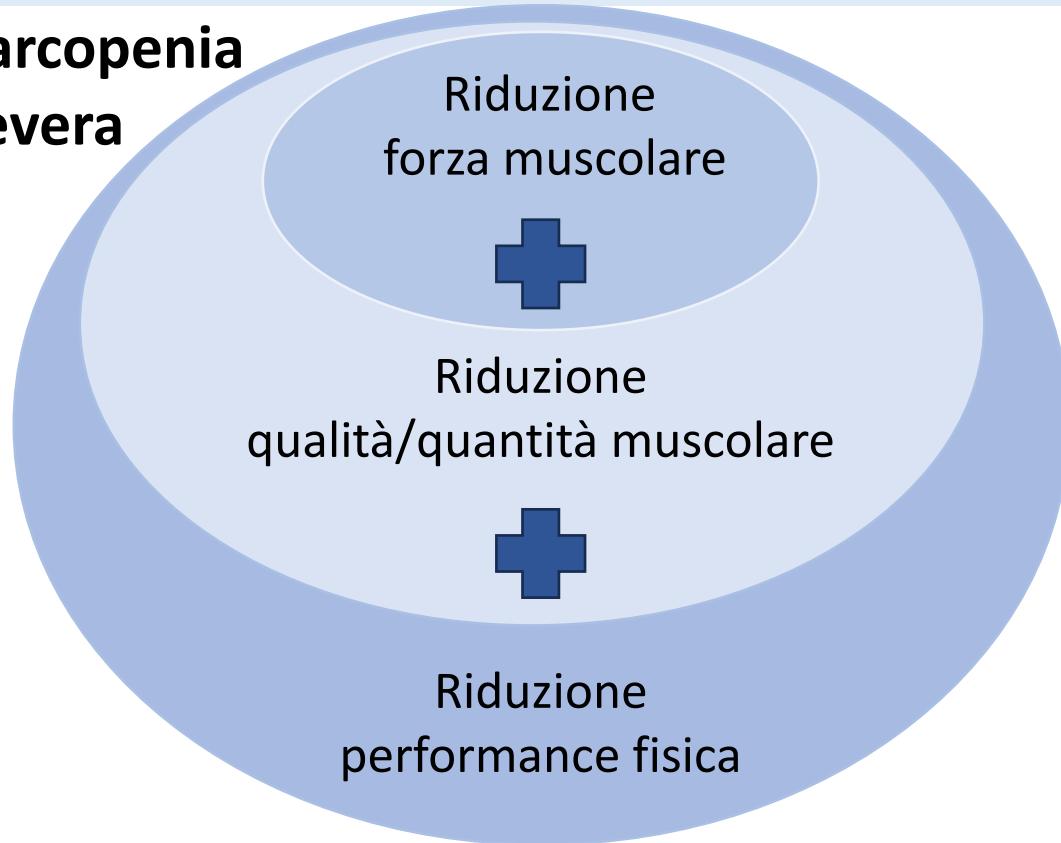 arcopenia
evera
Riduzione
forza muscolare
Riduzione
qualità/quantità muscolare
Riduzione
performance fisica